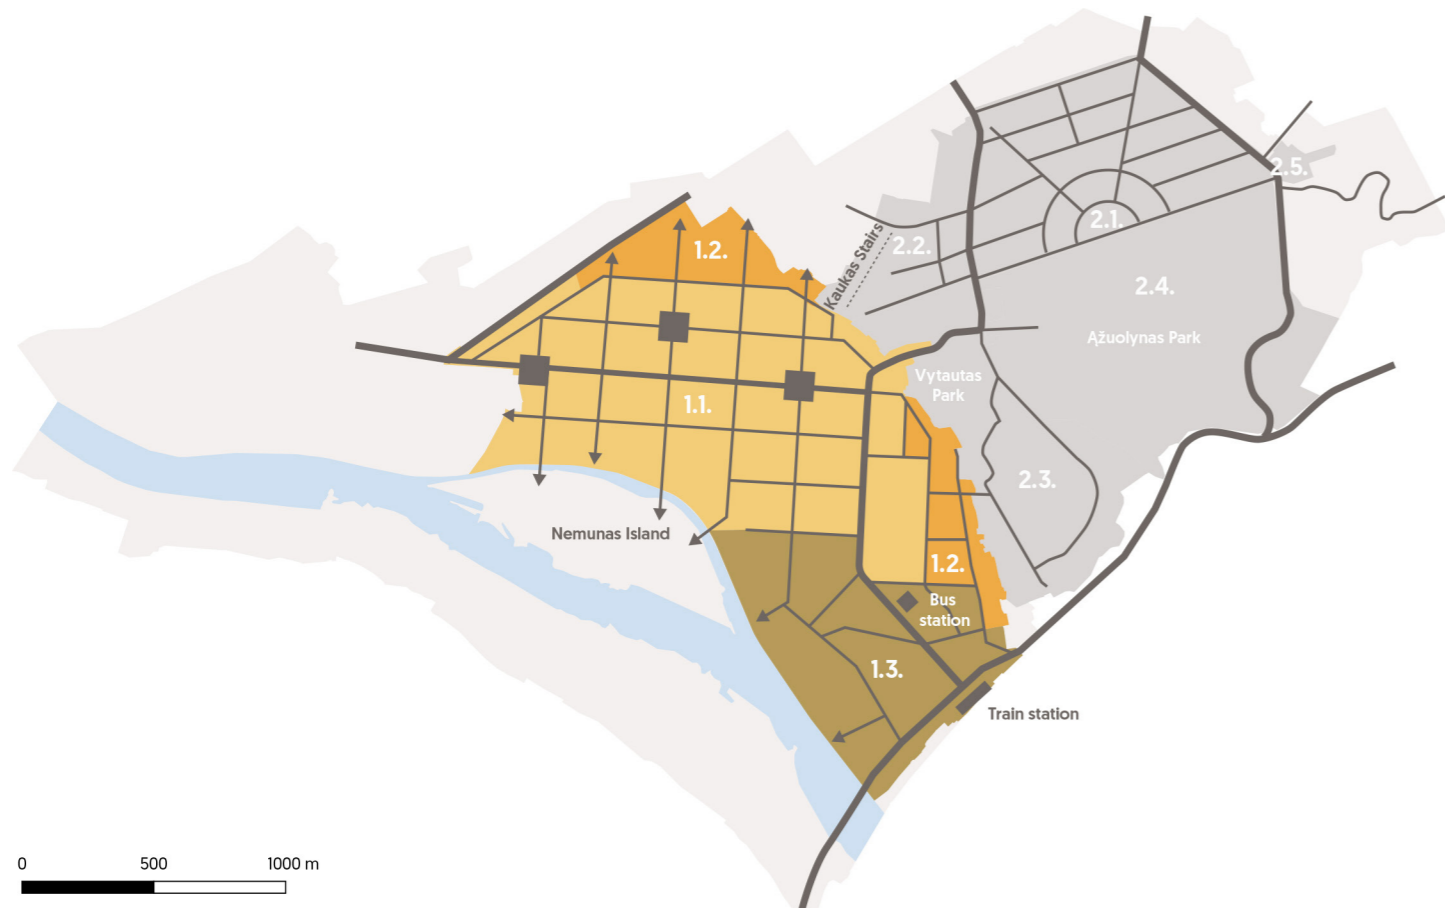 2.5.
2.1.
Kaukas Stairs
2.2.
1.2.
2.4.
Ąžuolynas Park
Vytautas
Park
1.1.
2.3.
Nemunas Island
1.2.
Bus
station
1.3.
Train station
0 500 1000 m